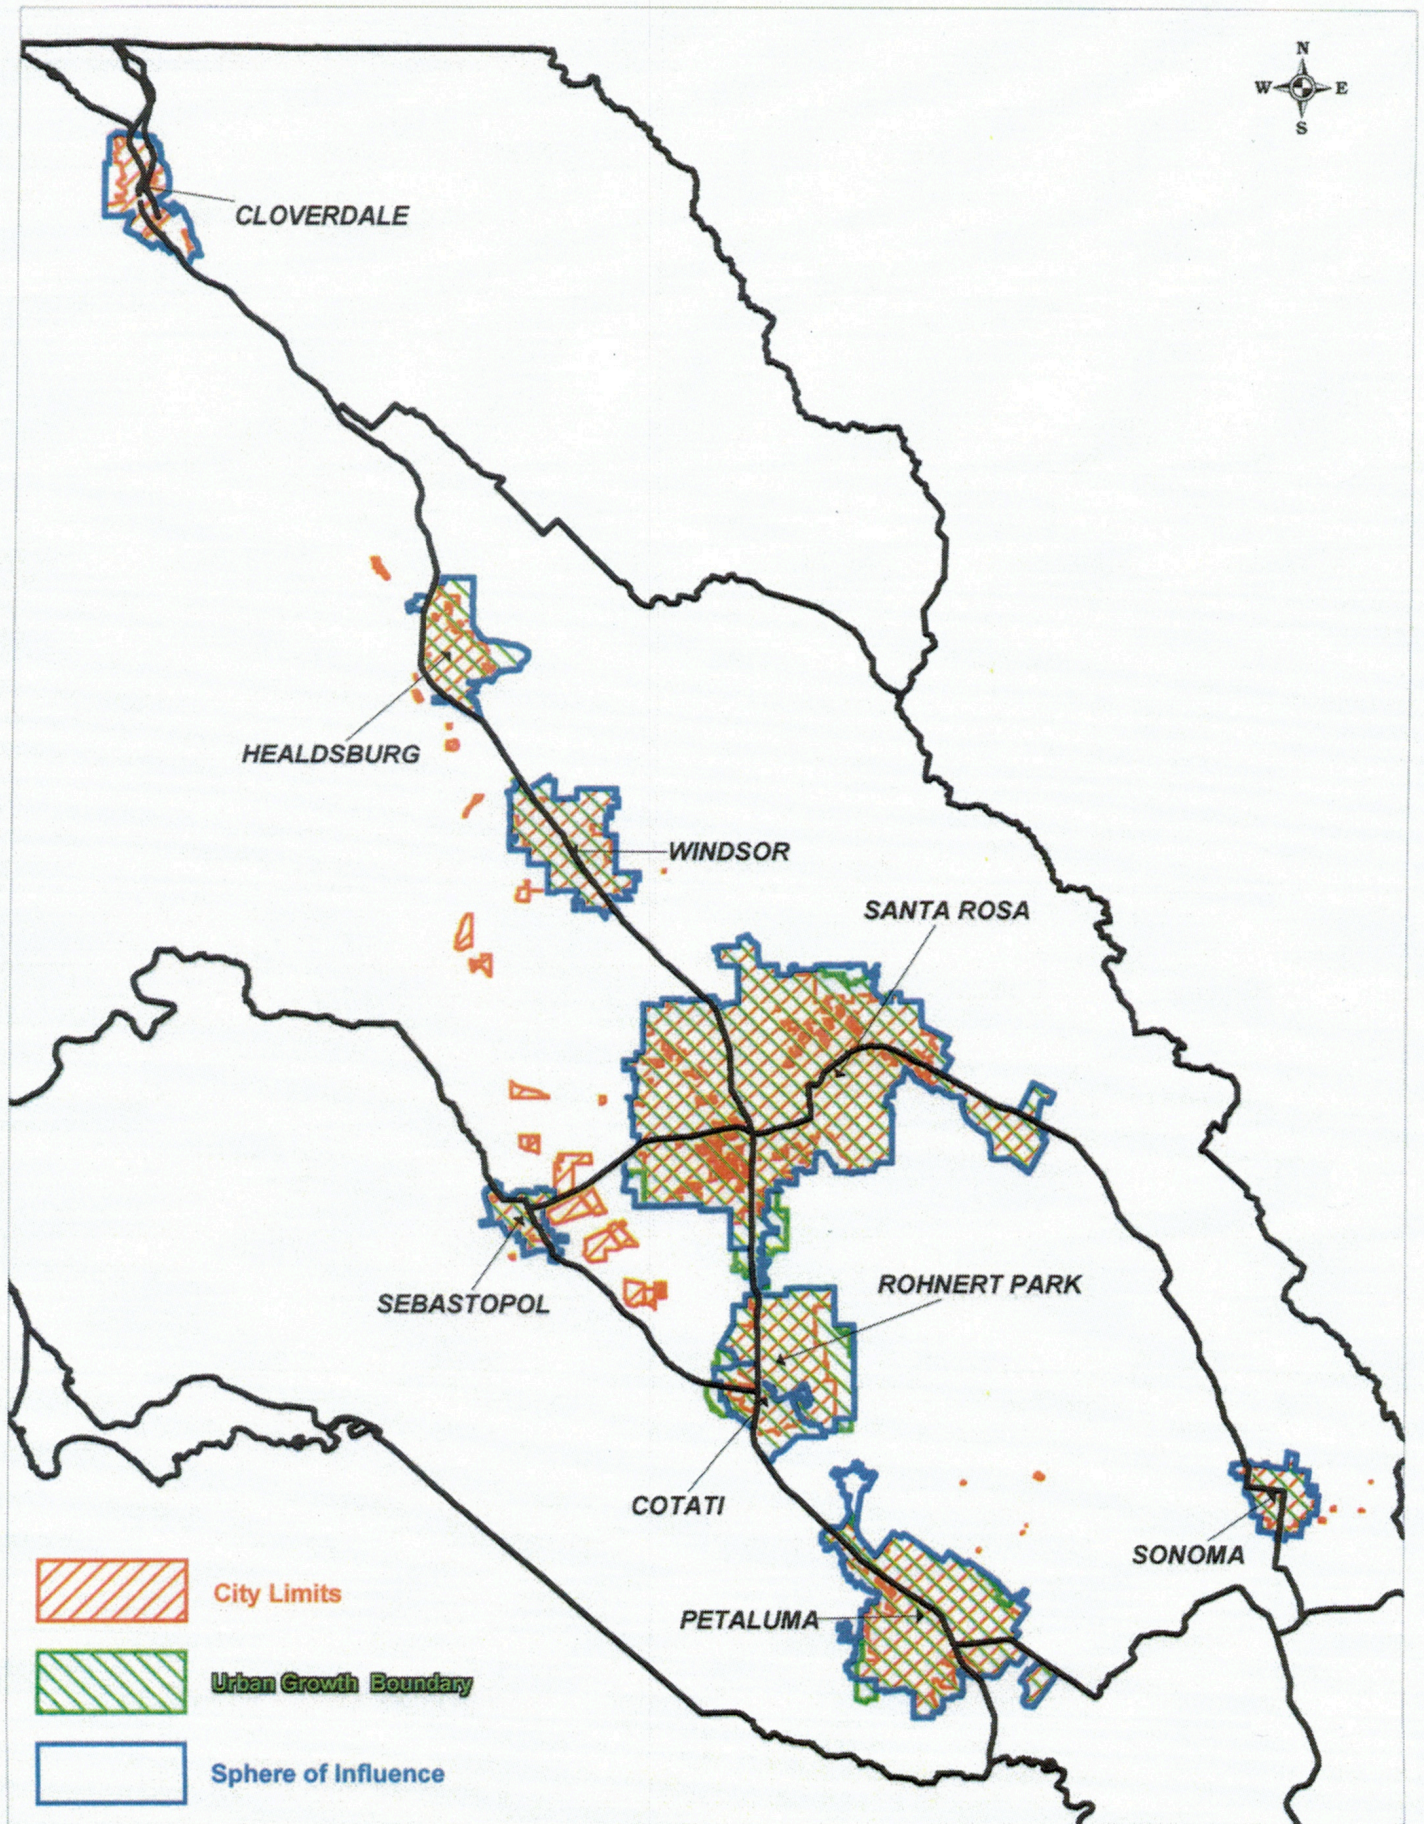 N
W E
S
CLOVERDALE
HEALDSBURG
WINDSOR
SANTA ROSA
ROHNERT PARK
SEBASTOPOL
COTATI
SONOMA
PETALUMA
City Limits
Urban Growth Boundary
Sphere of Influence